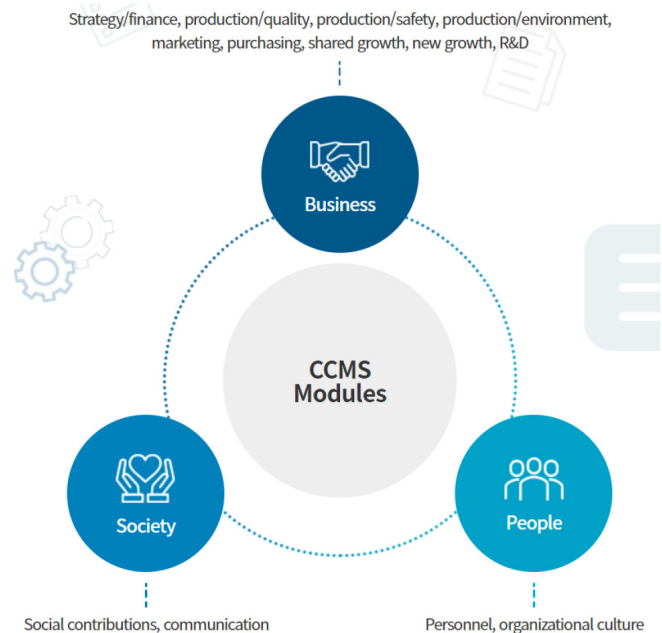 Strategy/finance, production/quality, production/safety, production/environment,
marketing, purchasing, shared growth, new growth, R&D
Business
CCMS
Modules
Society
People
Social contributions, communication
Personnel, organizational culture